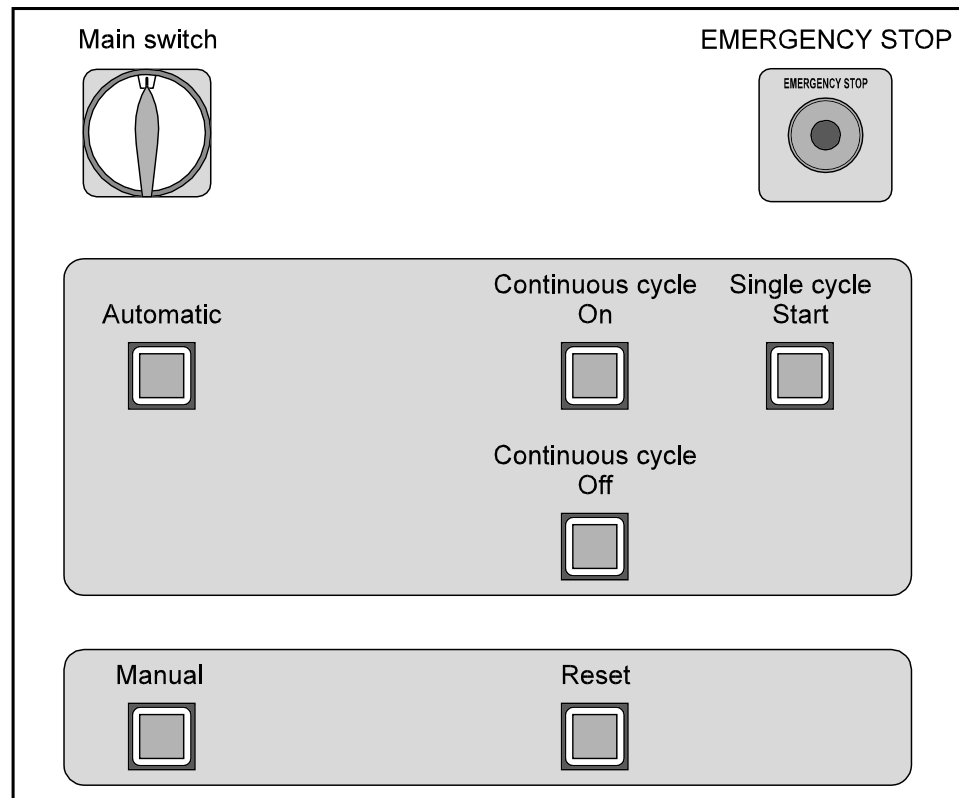 Main switch
EMERGENCY STOP
EMERGENCY STOP
Automatic
Continuous cycle
On
Single cycle
Start
Continuous cycle
Off
Manual
Reset